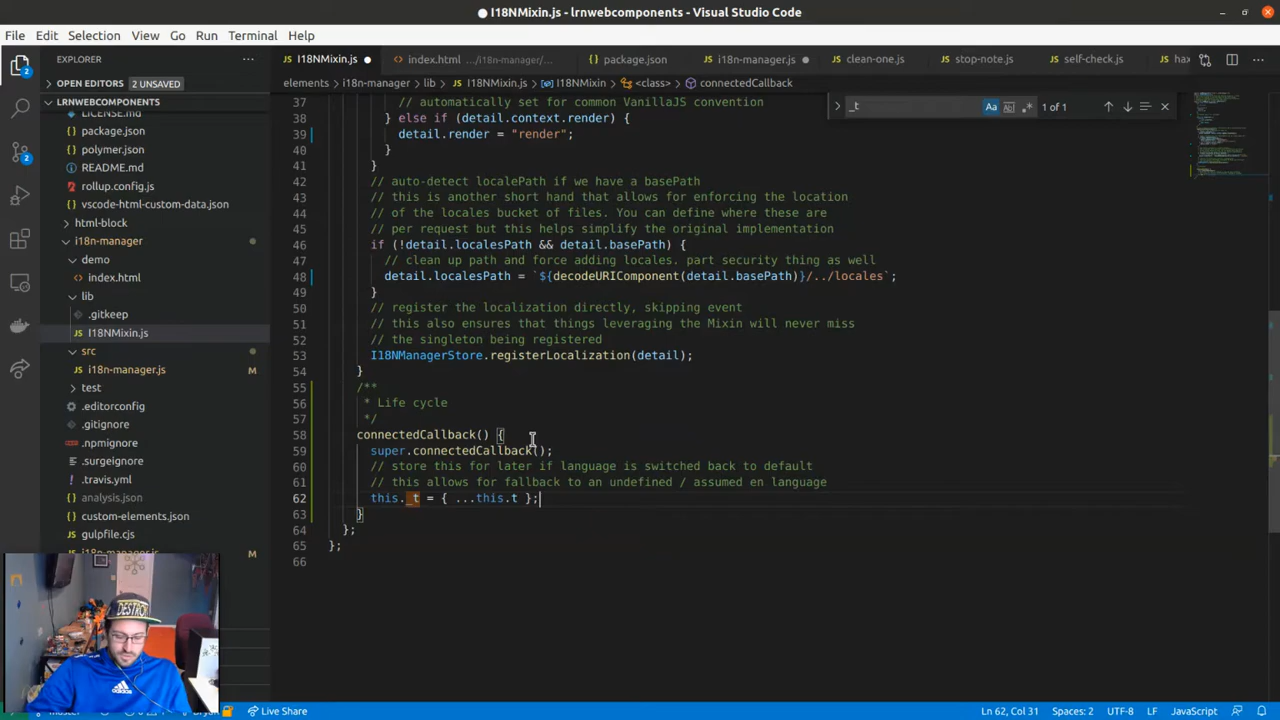 I18NMixin.js - lrnwebcomponents - Visual Studio Code
File Edit Selection View Go Run Terminal Help
EXPLORER
I18NMixin.js
index.html .../i18n-manager/...
package.json
i18n-manager.js
clean-one.js
stop-note.js
self-check.js
hax
OPEN EDITORS 2 UNSAVED
elements > i18n-manager > lib > I18NMixin.js > I18NMixin > <class> > connectedCallback
LRNWEBCOMPONENTS
LICENSE.md
package.json
polymer.json
README.md
rollup.config.js
vscode-html-custom-data.json
html-block
i18n-manager
demo
index.html
lib
.gitkeep
I18NMixin.js
src
i18n-manager.js M
test
.editorconfig
.gitignore
.npmignore
.surgeignore
.travis.yml
analysis.json
custom-elements.json
gulpfile.cjs
i18n-manager.js
_t
Aa
1 of 1
37 // automatically set for common VanillaJS convention
38 } else if (detail.context.render) {
39 detail.render = "render";
40 }
41 }
42 // auto-detect localePath if we have a basePath
43 // this is another short hand that allows for enforcing the location
44 // of the locales bucket of files. You can define where these are
45 // per request but this helps simplify the original implementation
46 if (!detail.localesPath && detail.basePath) {
47 // clean up path and force adding locales. part security thing as well
48 detail.localesPath = `${decodeURIComponent(detail.basePath)}/../locales`;
49 }
50 // register the localization directly, skipping event
51 // this also ensures that things leveraging the Mixin will never miss
52 // the singleton being registered
53 I18NManagerStore.registerLocalization(detail);
54 }
55 /**
56 * Life cycle
57 */
58 connectedCallback() {
59 super.connectedCallback();
60 // store this for later if language is switched back to default
61 // this allows for fallback to an undefined / assumed en language
62 this._t = { ...this.t };
63 }
64 };
65 };
66
DESTRO
adidas
Live Share
Ln 62, Col 31
Spaces: 2
UTF-8
LF
JavaScript